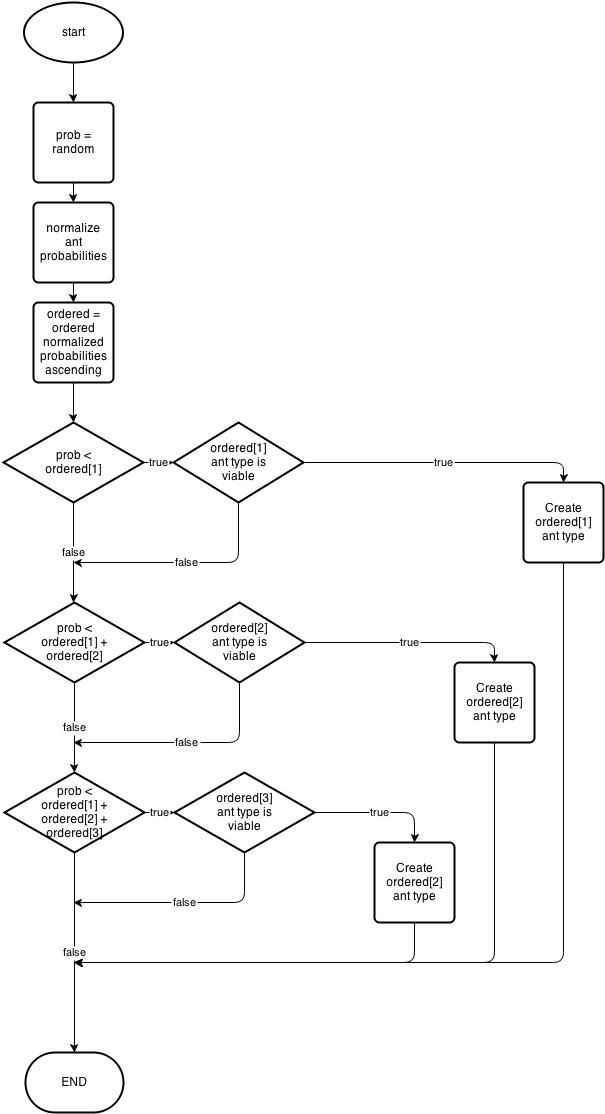 start
prob =
random
normalize
ant
probabilities
ordered =
ordered
normalized
probabilities
ascending
prob <
ordered[1]
true
ordered[1]
ant type is
viable
true
Create
ordered[1]
ant type
false
false
prob <
ordered[1] +
ordered[2]
true
ordered[2]
ant type is
viable
true
Create
ordered[2]
ant type
false
false
prob <
ordered[1] +
ordered[2] +
ordered[3]
true
ordered[3]
ant type is
viable
true
Create
ordered[2]
ant type
false
false
END